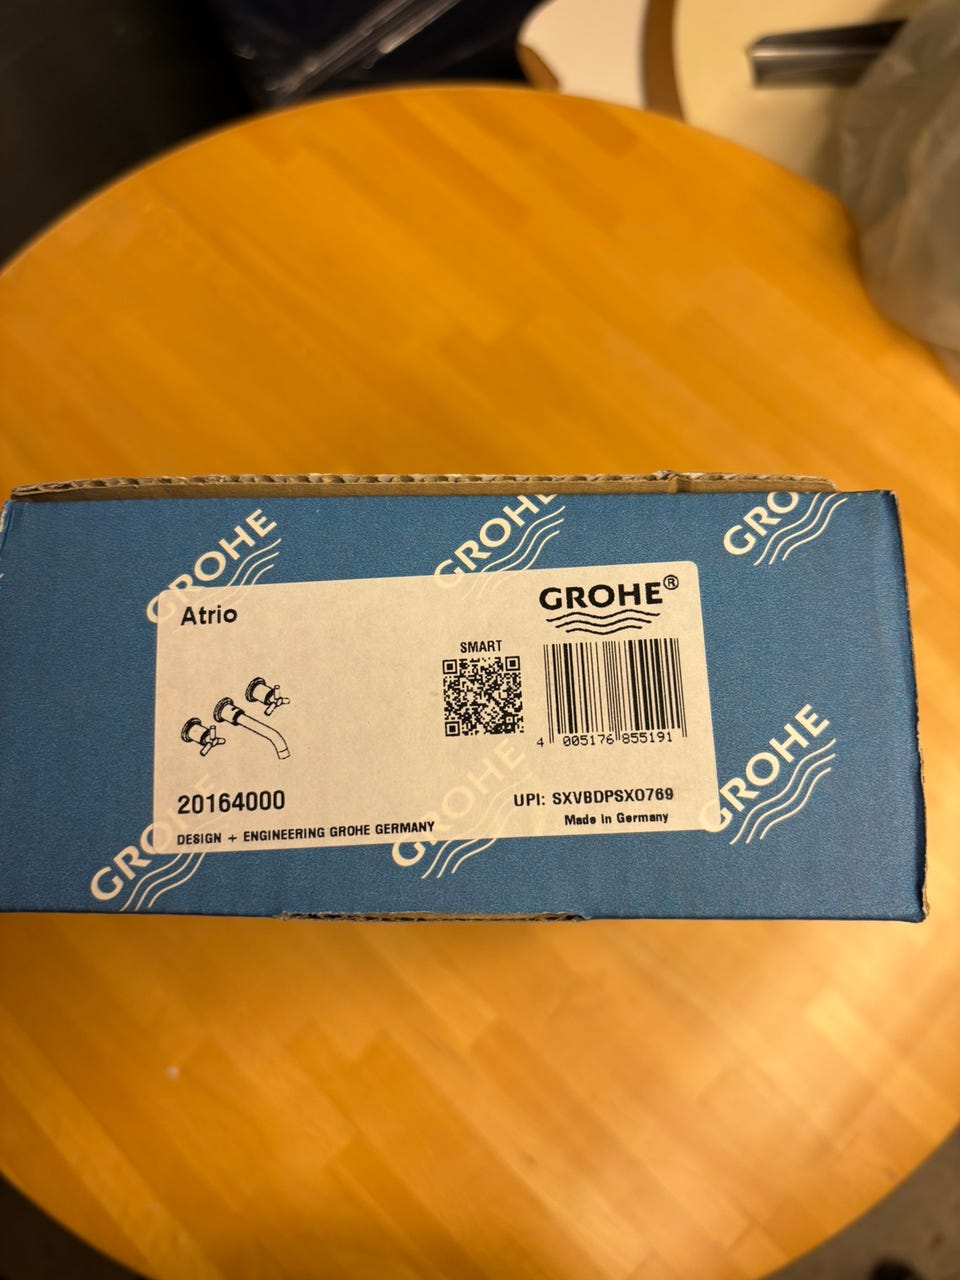 GROHE
GROHE
GRO
Atrio
GROHE®
SMART
4 005176 855191
20164000
UPI: SXVBDPSX0769
DESIGN + ENGINEERING GROHE GERMANY
Made in Germany
GROHE
GROHE
GROHE